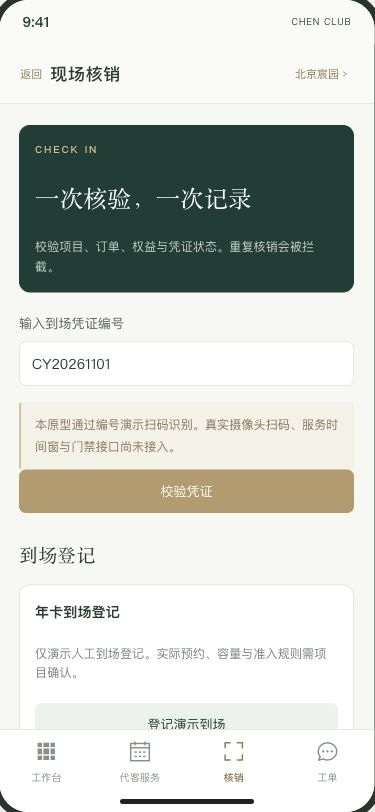 9:41
CHEN CLUB
返回 现场核销
北京宸园 ›
CHECK IN
一次核验，一次记录
校验项目、订单、权益与凭证状态。重复核销会被拦
截。
输入到场凭证编号
CY20261101
本原型通过编号演示扫码识别。真实摄像头扫码、服务时
间窗与门禁接口尚未接入。
校验凭证
到场登记
年卡到场登记
仅演示人工到场登记。实际预约、容量与准入规则需项
目确认。
登记演示到场
工作台
代客服务
核销
工单